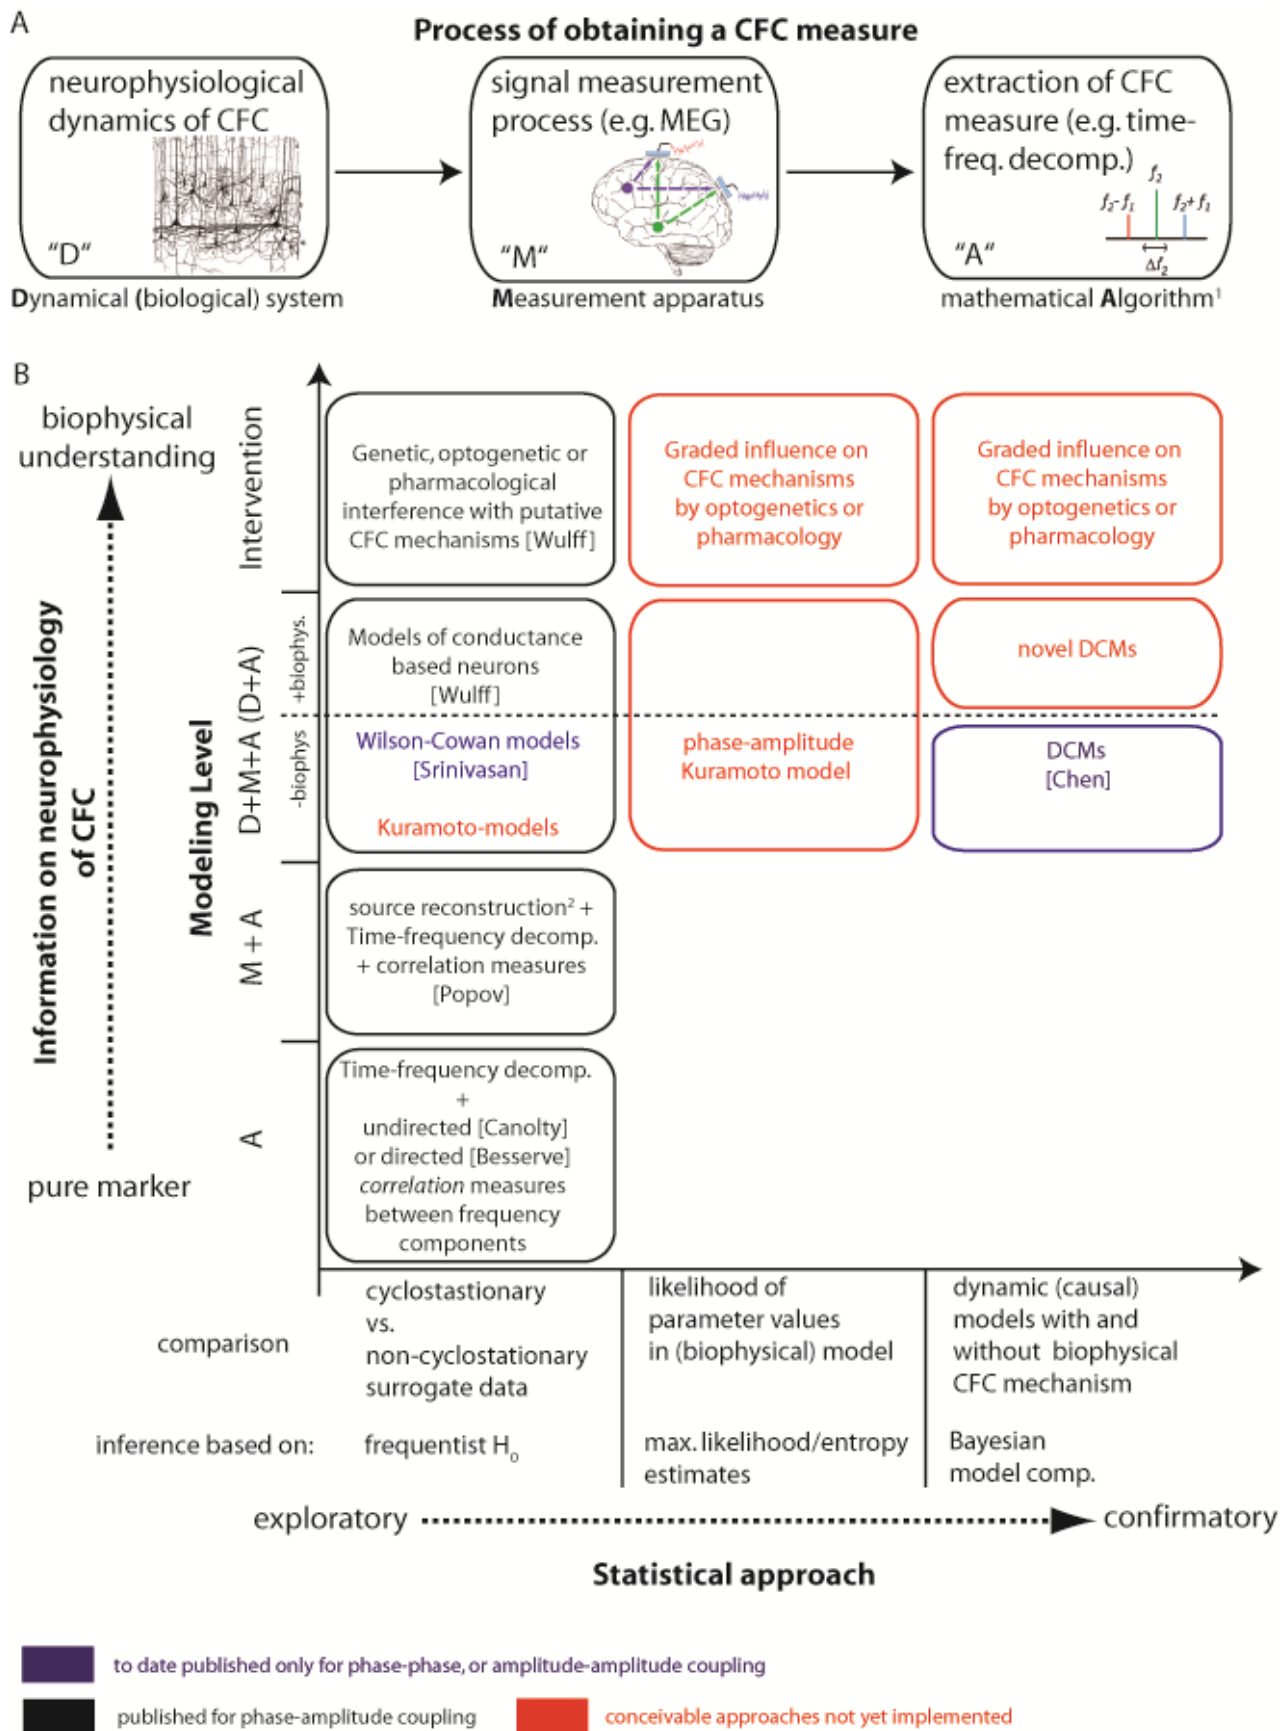 A
Process of obtaining a CFC measure
neurophysiological
dynamics of CFC
"D"
Dynamical (biological) system
signal measurement
process (e.g. MEG)
"M"
Measurement apparatus
extraction of CFC
measure (e.g. time-
freq. decomp.)
f2
f2-f1
f2+f1
Δf2
"A"
mathematical Algorithm1
B
biophysical
understanding
Information on neurophysiology
of CFC
pure marker
Modeling Level
Intervention
D+M+A (D+A)
+biophys.
-biophys
M + A
A
Genetic, optogenetic or
pharmacological
interference with putative
CFC mechanisms [Wulff]
Graded influence on
CFC mechanisms
by optogenetics or
pharmacology
Graded influence on
CFC mechanisms
by optogenetics or
pharmacology
Models of conductance
based neurons
[Wulff]
novel DCMs
Wilson-Cowan models
[Srinivasan]
Kuramoto-models
phase-amplitude
Kuramoto model
DCMs
[Chen]
source reconstruction2 +
Time-frequency decomp.
+ correlation measures
[Popov]
Time-frequency decomp.
+
undirected [Canolty]
or directed [Besserve]
correlation measures
between frequency
components
comparison
cyclostastionary
vs.
non-cyclostationary
surrogate data
likelihood of
parameter values
in (biophysical) model
dynamic (causal)
models with and
without biophysical
CFC mechanism
inference based on:
frequentist H0
max. likelihood/entropy
estimates
Bayesian
model comp.
exploratory
confirmatory
Statistical approach
to date published only for phase-phase, or amplitude-amplitude coupling
published for phase-amplitude coupling
conceivable approaches not yet implemented